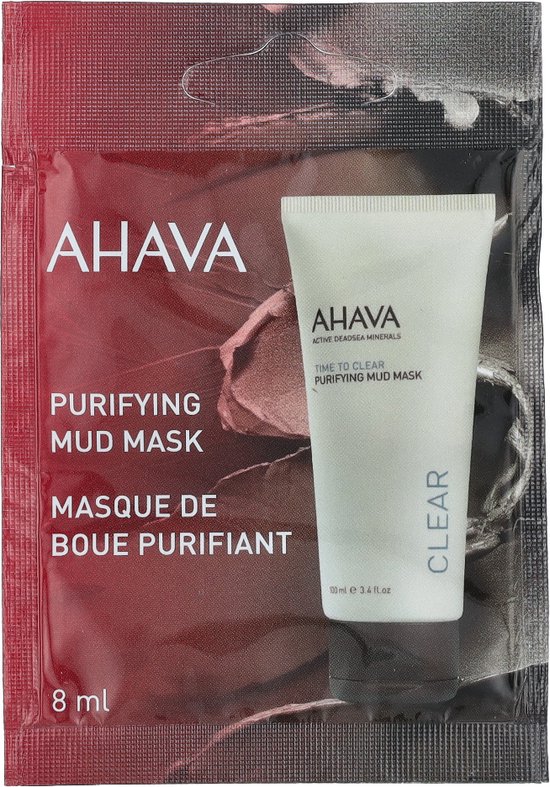 AHAVA
PURIFYING
MUD MASK
MASQUE DE
BOUE PURIFIANT
8 ml
AHAVA
ACTIVE DEADSEA MINERALS
TIME TO CLEAR
PURIFYING MUD MASK
CLEAR
100 ml e 3.4 fl.oz